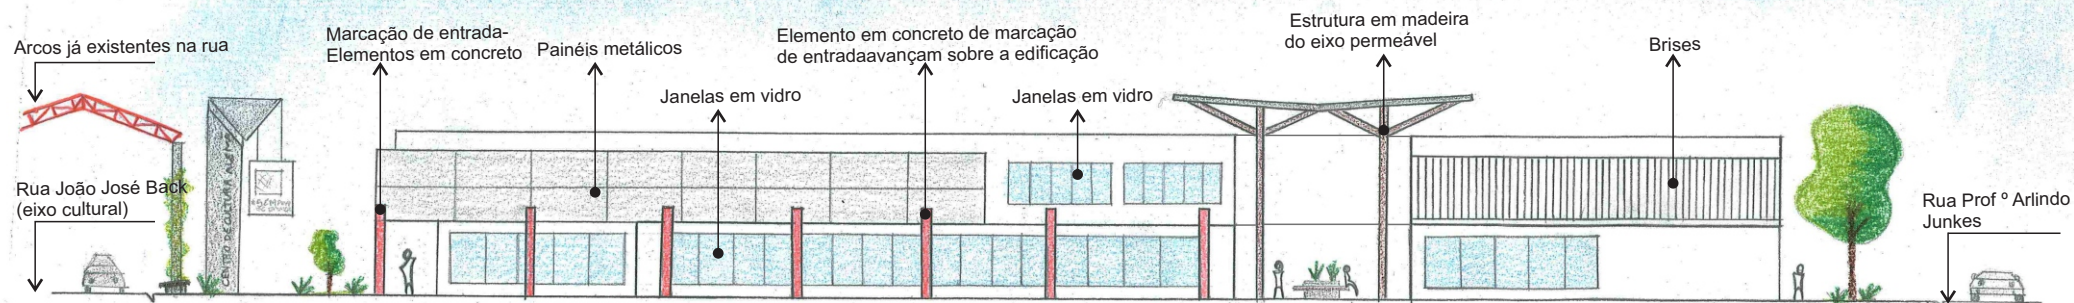 Arcos já existentes na rua
Marcação de entrada-
Elementos em concreto
Painéis metálicos
Elemento em concreto de marcação
de entradaavançam sobre a edificação
Estrutura em madeira
do eixo permeável
Brises
Janelas em vidro
Janelas em vidro
Rua João José Back
(eixo cultural)
CENTRO DE CULTURA
Rua Prof º Arlindo
Junkes